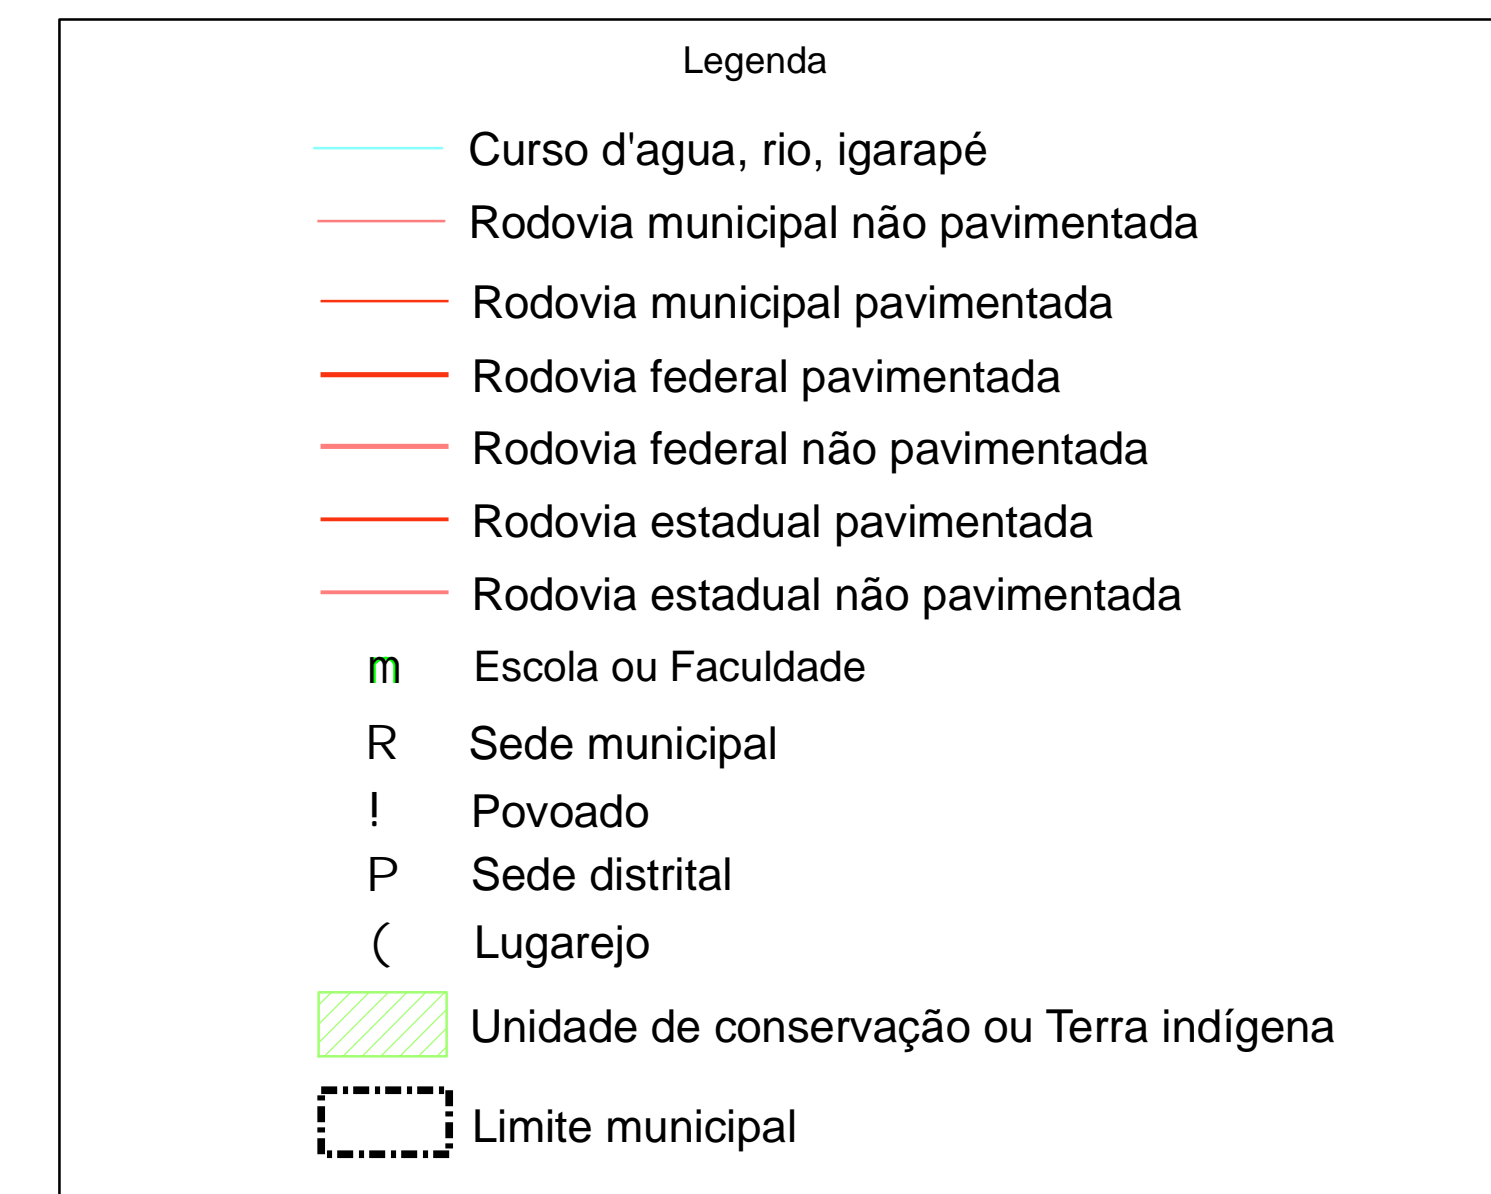 Legenda
Curso d'agua, rio, igarapé
Rodovia municipal não pavimentada
Rodovia municipal pavimentada
Rodovia federal pavimentada
Rodovia federal não pavimentada
Rodovia estadual pavimentada
Rodovia estadual não pavimentada
m Escola ou Faculdade
R Sede municipal
! Povoado
P Sede distrital
( Lugarejo
Unidade de conservação ou Terra indígena
Limite municipal